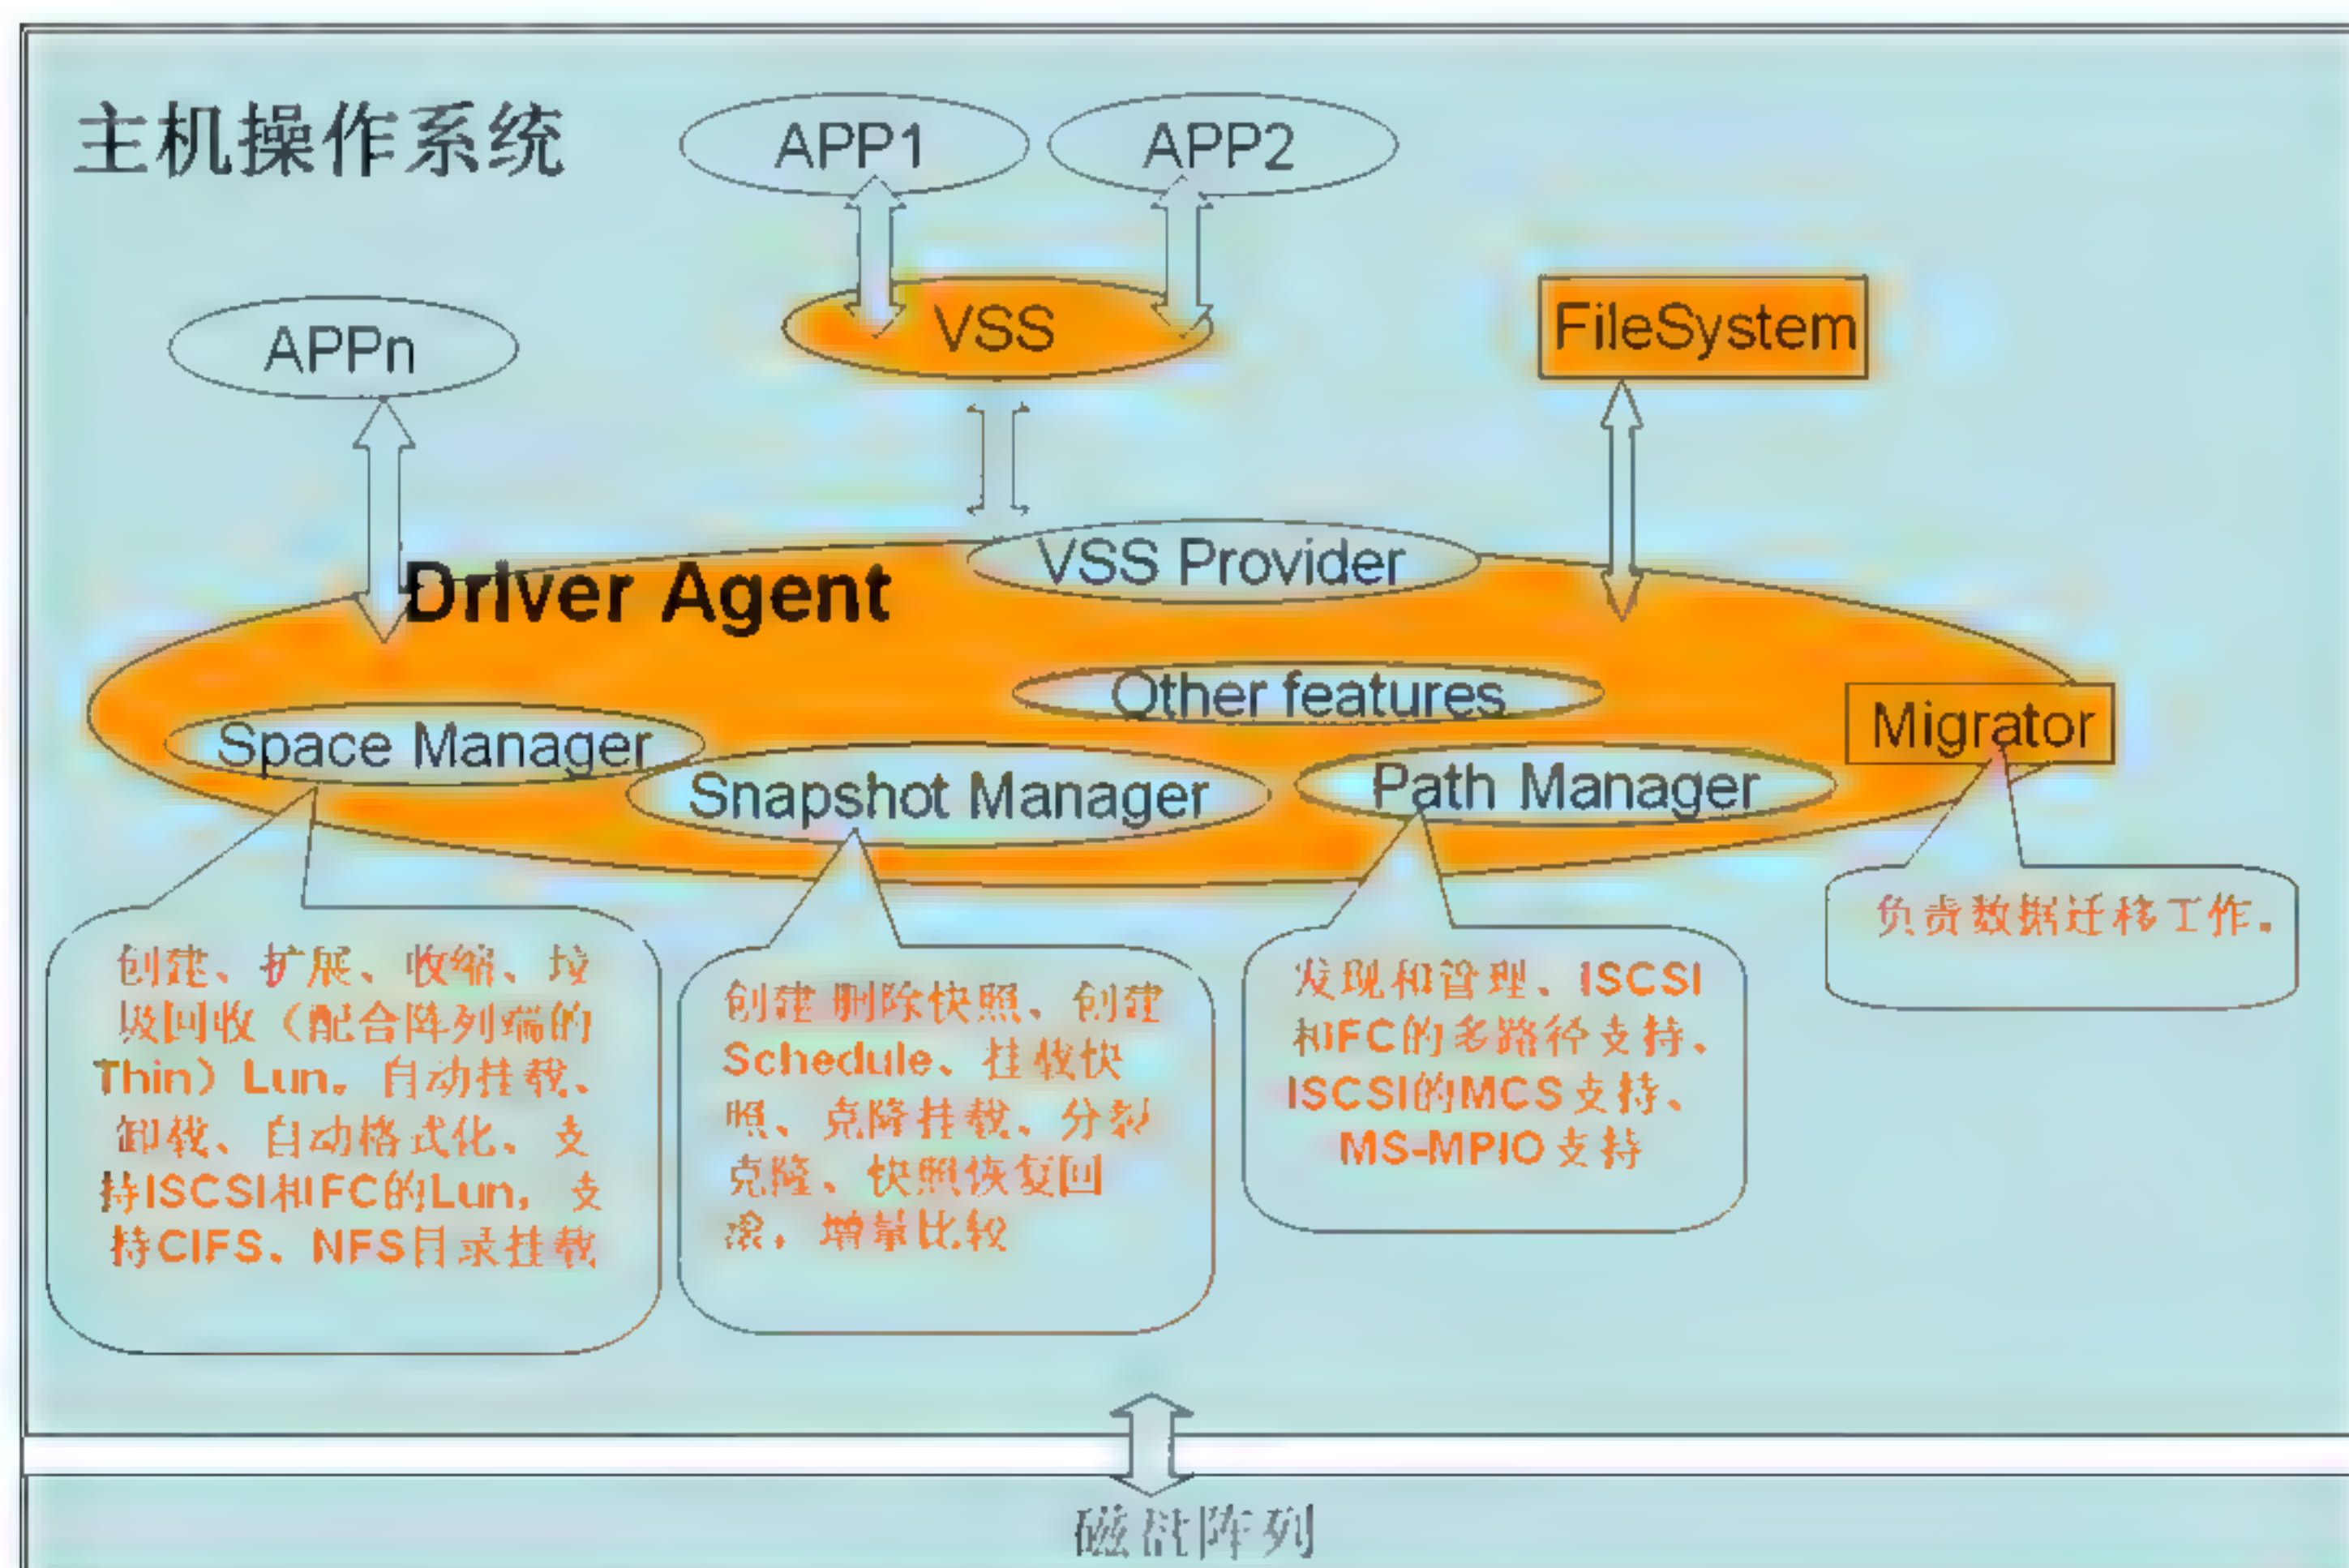 主机操作系统
APP1
APP2
APPn
VSS
FileSystem
VSS Provider
Driver Agent
Other features
Migrator
Space Manager
Snapshot Manager
Path Manager
创建、扩展、收缩、垃
圾回收（配合阵列端的
Thin）Lun。自动挂载、
卸载、自动格式化、支
持ISCSI和FC的Lun，支
持CIFS、NFS目录挂载
创建 删除快照、创建
Schedule、挂载快
照、克隆挂载、分裂
克隆、快照恢复回
滚，增量比较
发现和管理、ISCSI
和FC的多路径支持、
ISCSI的MCS支持、
MS-MPIO支持
负责数据迁移工作。
磁盘阵列